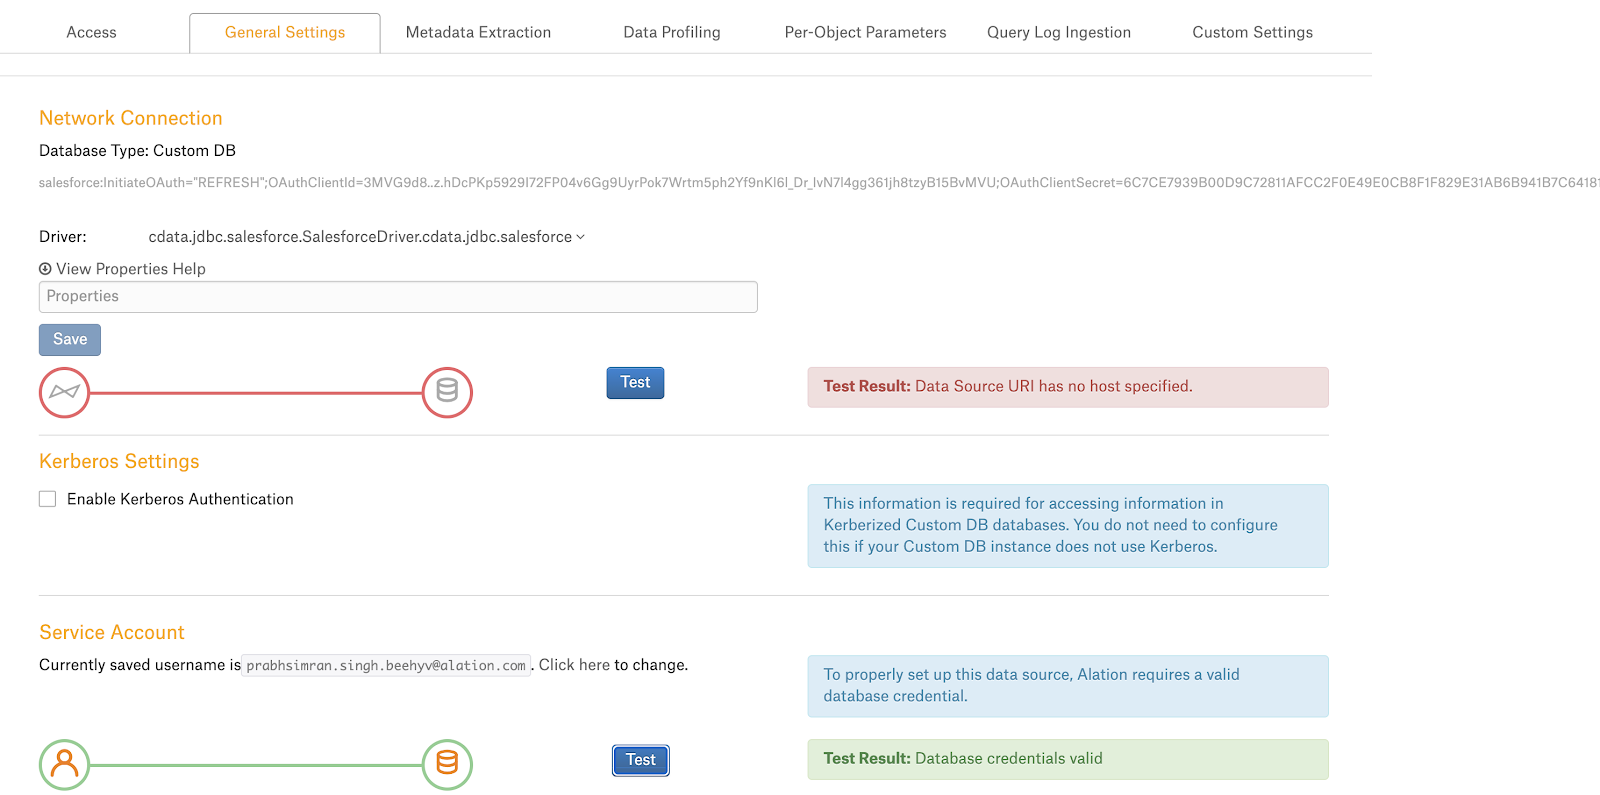 Access General Settings Metadata Extraction Data Profiling Per-Object Parameters Query Log Ingestion Custom Settings
Network Connection
Database Type: Custom DB
salesforce:InitiateOAuth="REFRESH";OAuthClientId=3MVG9d8..z.hDcPKp5929I72FP04v6Gg9UyrPok7Wrtm5ph2Yf9nKl6l_Dr_lvN7l4gg361jh8tzyB15BvMVU;OAuthClientSecret=6C7CE7939B00D9C72811AFCC2F0E49E0CB8F1F829E31AB6B941B7C64181
Driver: cdata.jdbc.salesforce.SalesforceDriver.cdata.jdbc.salesforce
View Properties Help
Properties
Save
Test
Test Result: Data Source URI has no host specified.
Kerberos Settings
Enable Kerberos Authentication
This information is required for accessing information in
Kerberized Custom DB databases. You do not need to configure
this if your Custom DB instance does not use Kerberos.
Service Account
Currently saved username is prabhsimran.singh.beehyv@alation.com. Click here to change.
To properly set up this data source, Alation requires a valid
database credential.
Test
Test Result: Database credentials valid